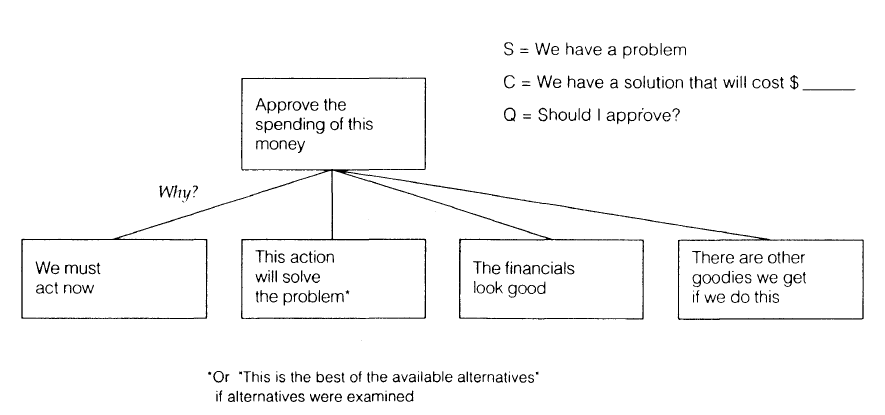 S = We have a problem
C = We have a solution that will cost $ ______
Q = Should I approve?
Approve the
spending of this
money
Why?
We must
act now
This action
will solve
the problem*
The financials
look good
There are other
goodies we get
if we do this
*Or "This is the best of the available alternatives"
if alternatives were examined